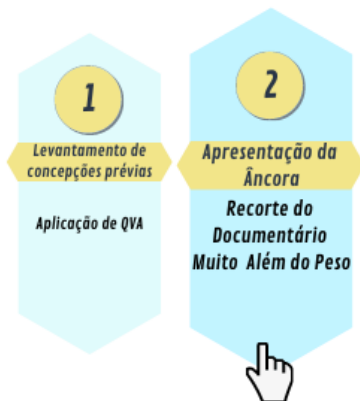 1
Levantamento de
concepções prévias
Aplicação de QVA
2
Apresentação da
Âncora
Recorte do
Documentário
Muito Além do Peso